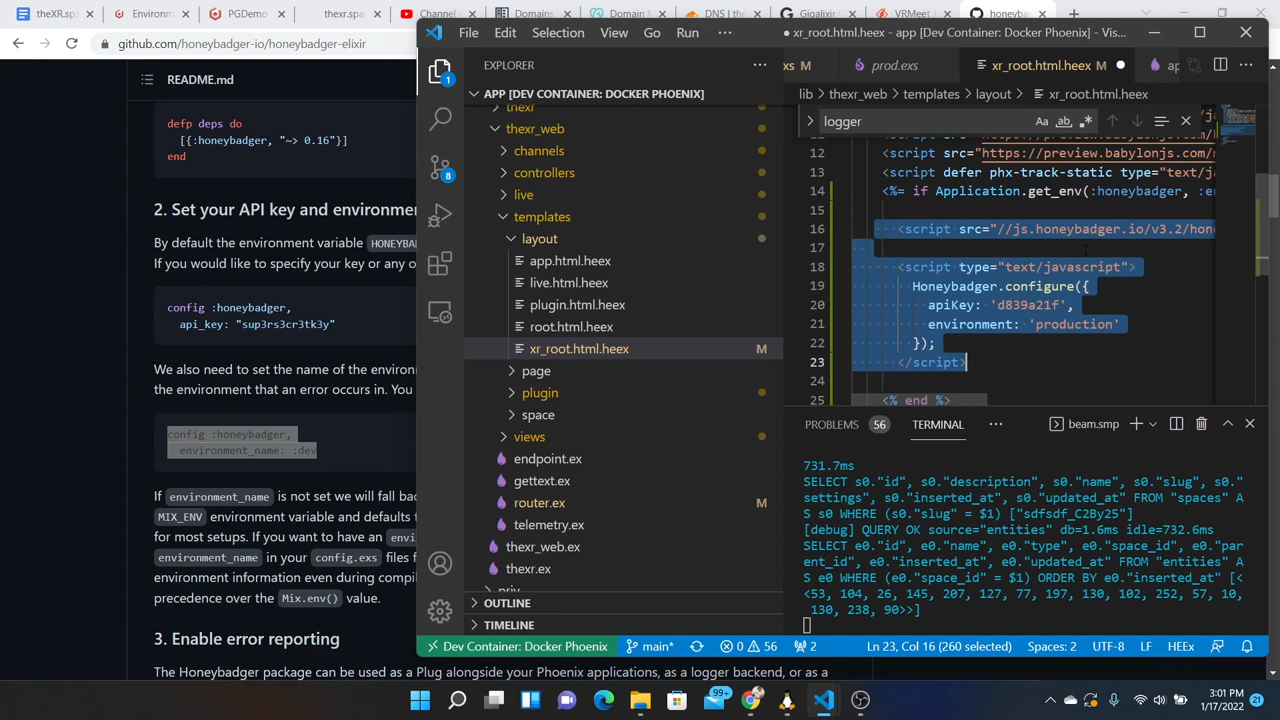 theXR.s
Environm
PGDemo
thexr.sp
Channel c
Domains
Domain
DNS | th
Gigalixir
VRMeet
honeybad
github.com/honeybadger-io/honeybadger-elixir
README.md
defp deps do
[{:honeybadger, "~> 0.16"}]
end
2. Set your API key and environme
By default the environment variable HONEYBA
If you would like to specify your key or any o
config :honeybadger,
api_key: "sup3rs3cr3tk3y"
We also need to set the name of the environ
the environment that an error occurs in. You
config :honeybadger,
environment_name: :dev
If environment_name is not set we will fall bac
MIX_ENV environment variable and defaults t
for most setups. If you want to have an
environment_name in your config.exs files f
environment information even during compil
precedence over the Mix.env() value.
3. Enable error reporting
The Honeybadger package can be used as a Plug alongside your Phoenix applications, as a logger backend, or as a
File Edit Selection View Go Run ···
xr_root.html.heex - app [Dev Container: Docker Phoenix] - Vis...
EXPLORER
APP [DEV CONTAINER: DOCKER PHOENIX]
thexr
thexr_web
channels
controllers
live
templates
layout
app.html.heex
live.html.heex
plugin.html.heex
root.html.heex
xr_root.html.heex M
page
plugin
space
views
endpoint.ex
gettext.ex
router.ex M
telemetry.ex
thexr_web.ex
thexr.ex
priv
OUTLINE
TIMELINE
1
8
xs M
prod.exs
xr_root.html.heex M
ap
lib > thexr_web > templates > layout > xr_root.html.heex
logger
Aa ab .*
12 <script src="https://preview.babylonjs.com/
13 <script defer phx-track-static type="text/ja
14 <%= if Application.get_env(:honeybadger, :en
15
16 <script src="//js.honeybadger.io/v3.2/hone
17
18 <script type="text/javascript">
19 Honeybadger.configure({
20 apiKey: 'd839a21f',
21 environment: 'production'
22 });
23 </script>
24
25 <% end %>
PROBLEMS 56 TERMINAL ··· beam.smp
731.7ms
SELECT s0."id", s0."description", s0."name", s0."slug", s0."
settings", s0."inserted_at", s0."updated_at" FROM "spaces" A
S s0 WHERE (s0."slug" = $1) ["sdfsdf_C2By25"]
[debug] QUERY OK source="entities" db=1.6ms idle=732.6ms
SELECT e0."id", e0."name", e0."type", e0."space_id", e0."par
ent_id", e0."inserted_at", e0."updated_at" FROM "entities" A
S e0 WHERE (e0."space_id" = $1) ORDER BY e0."inserted_at" [<
<53, 104, 26, 145, 207, 127, 77, 197, 130, 102, 252, 57, 10,
130, 238, 90>>]
Dev Container: Docker Phoenix main* 0 56 2 Ln 23, Col 16 (260 selected) Spaces: 2 UTF-8 LF HEEx
99+
3:01 PM
1/17/2022